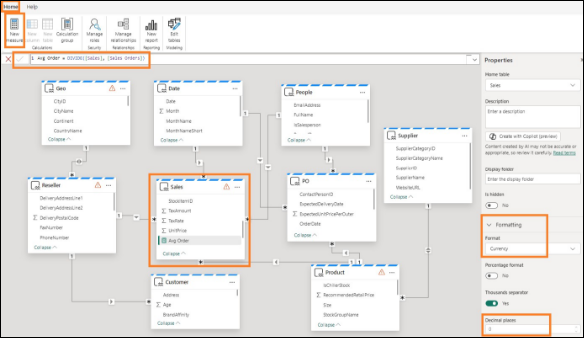 Home Help
New measure
New column
New table
Calculation group
Manage roles
Manage relationships
New report
Edit tables
Calculations Security Relationships Reporting Modeling
1 Avg Order = DIVIDE([Sales], [Sales Orders])
Geo
CityID
CityName
Continent
CountryName
Collapse
Date
Date
Month
MonthName
MonthNameShort
Collapse
People
EmailAddress
FullName
IsSalesperson
Collapse
Supplier
SupplierCategoryID
SupplierCategoryName
SupplierID
SupplierName
WebsiteURL
Collapse
Reseller
DeliveryAddressLine1
DeliveryAddressLine2
DeliveryPostalCode
FaxNumber
PhoneNumber
Collapse
Sales
StockItemID
TaxAmount
TaxRate
UnitPrice
Avg Order
Collapse
PO
ContactPersonID
ExpectedDeliveryDate
ExpectedUnitPricePerOuter
OrderDate
Collapse
Customer
Address
Age
BrandAffinity
Collapse
Product
IsChillerStock
RecommendedRetailPrice
Size
StockGroupName
Collapse
Properties
Home table
Sales
Description
Enter a description
Create with Copilot (preview)
Content created by AI may not be accurate or appropriate, so review it carefully. Read terms
Display folder
Enter the display folder
Is hidden
No
Formatting
Format
Currency
Percentage format
No
Thousands separator
Yes
Decimal places